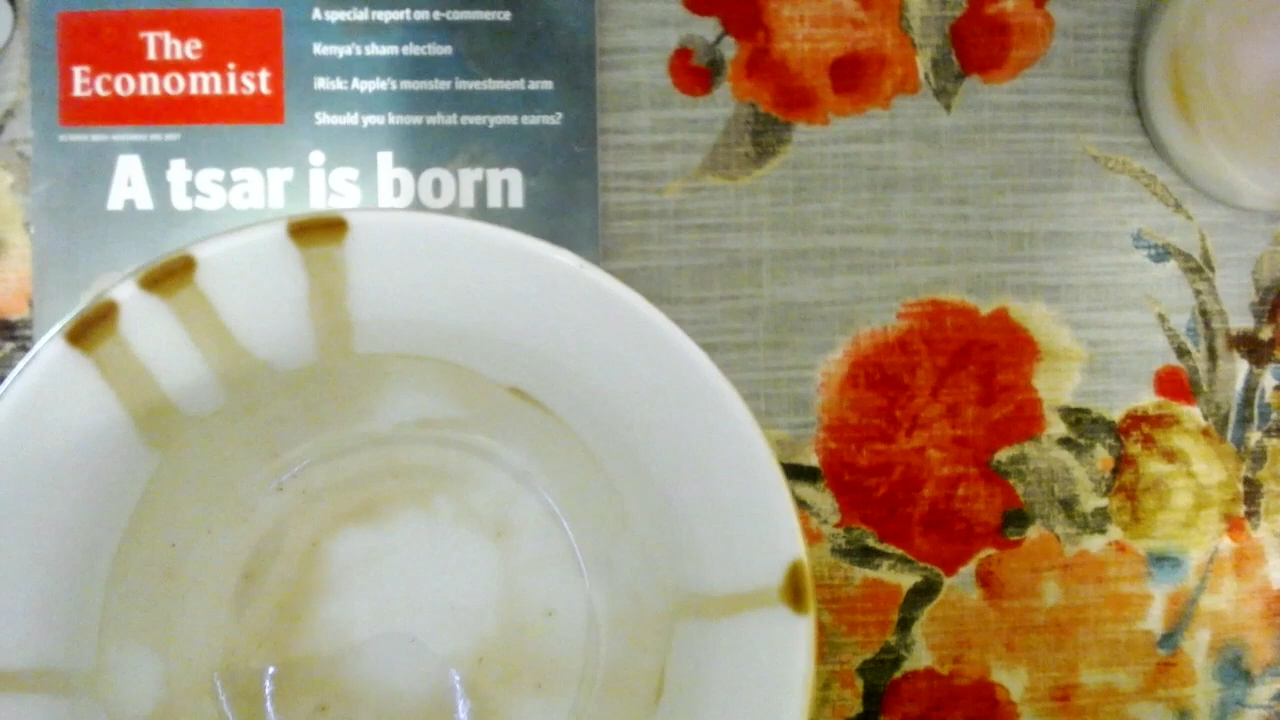 The
Economist
A special report on e-commerce
Kenya's sham election
iRisk: Apple's monster investment arm
Should you know what everyone earns?
A tsar is born